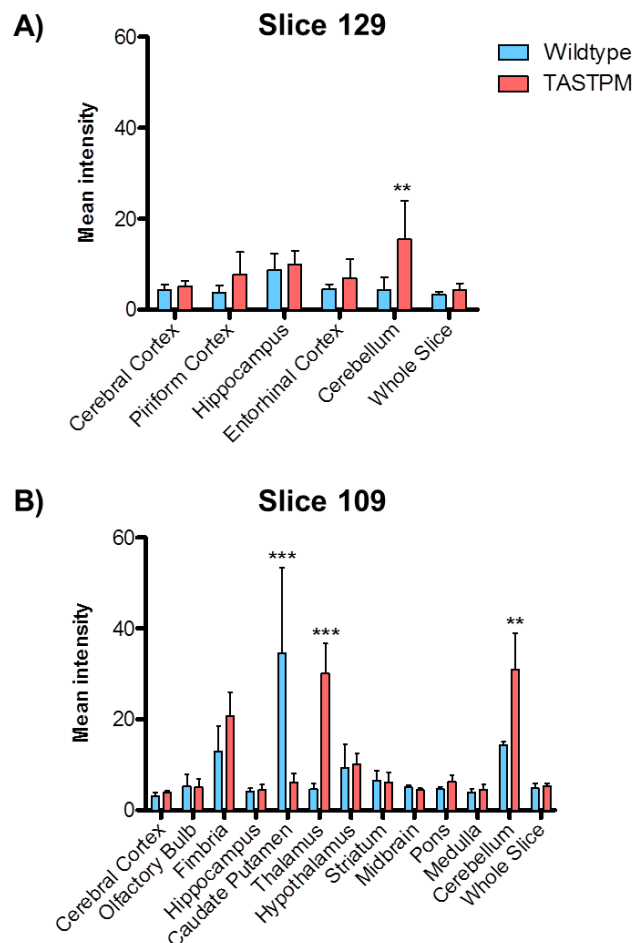 A)
Slice 129
60
40
20
0
Mean intensity
Wildtype
TASTPM
**
Cerebral Cortex
Piriform Cortex
Hippocampus
Entorhinal Cortex
Cerebellum
Whole Slice
B)
Slice 109
60
40
20
0
Mean intensity
***
***
**
Cerebral Cortex
Olfactory Bulb
Fimbria
Hippocampus
Caudate Putamen
Thalamus
Hypothalamus
Striatum
Midbrain
Pons
Medulla
Cerebellum
Whole Slice